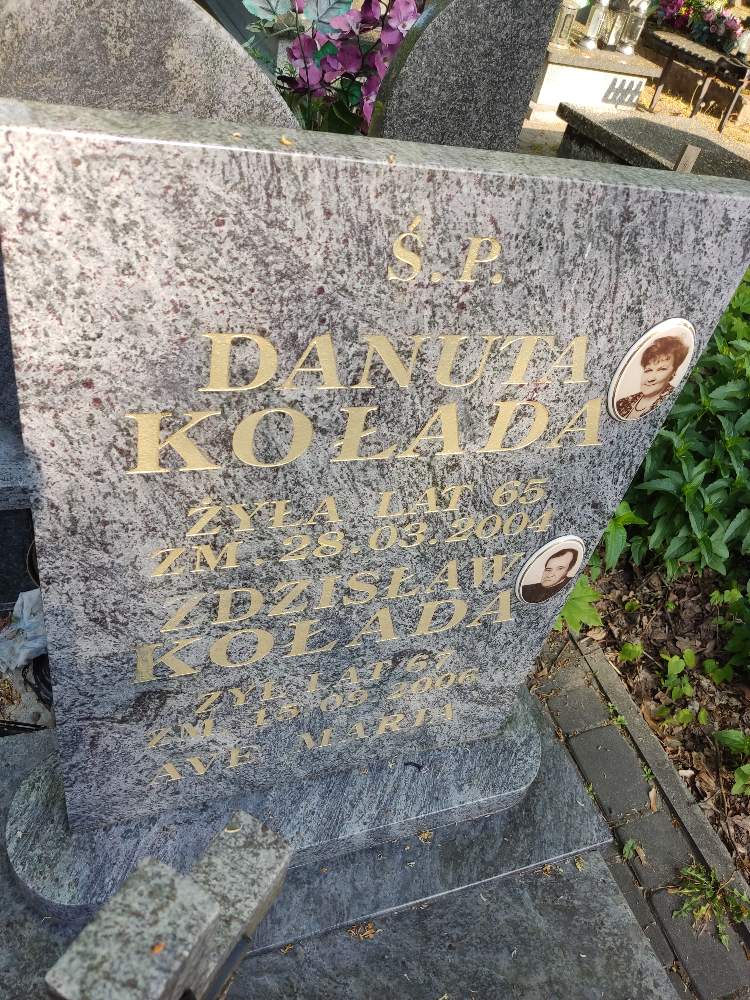 Ś. P.
DANUTA
KOŁADA
ŻYŁA LAT 65
ZM. 28.03.2004
ZDZISŁAW
KOŁADA
ŻYŁ LAT 67
ZM. 15.09.2006
AVE MARIA